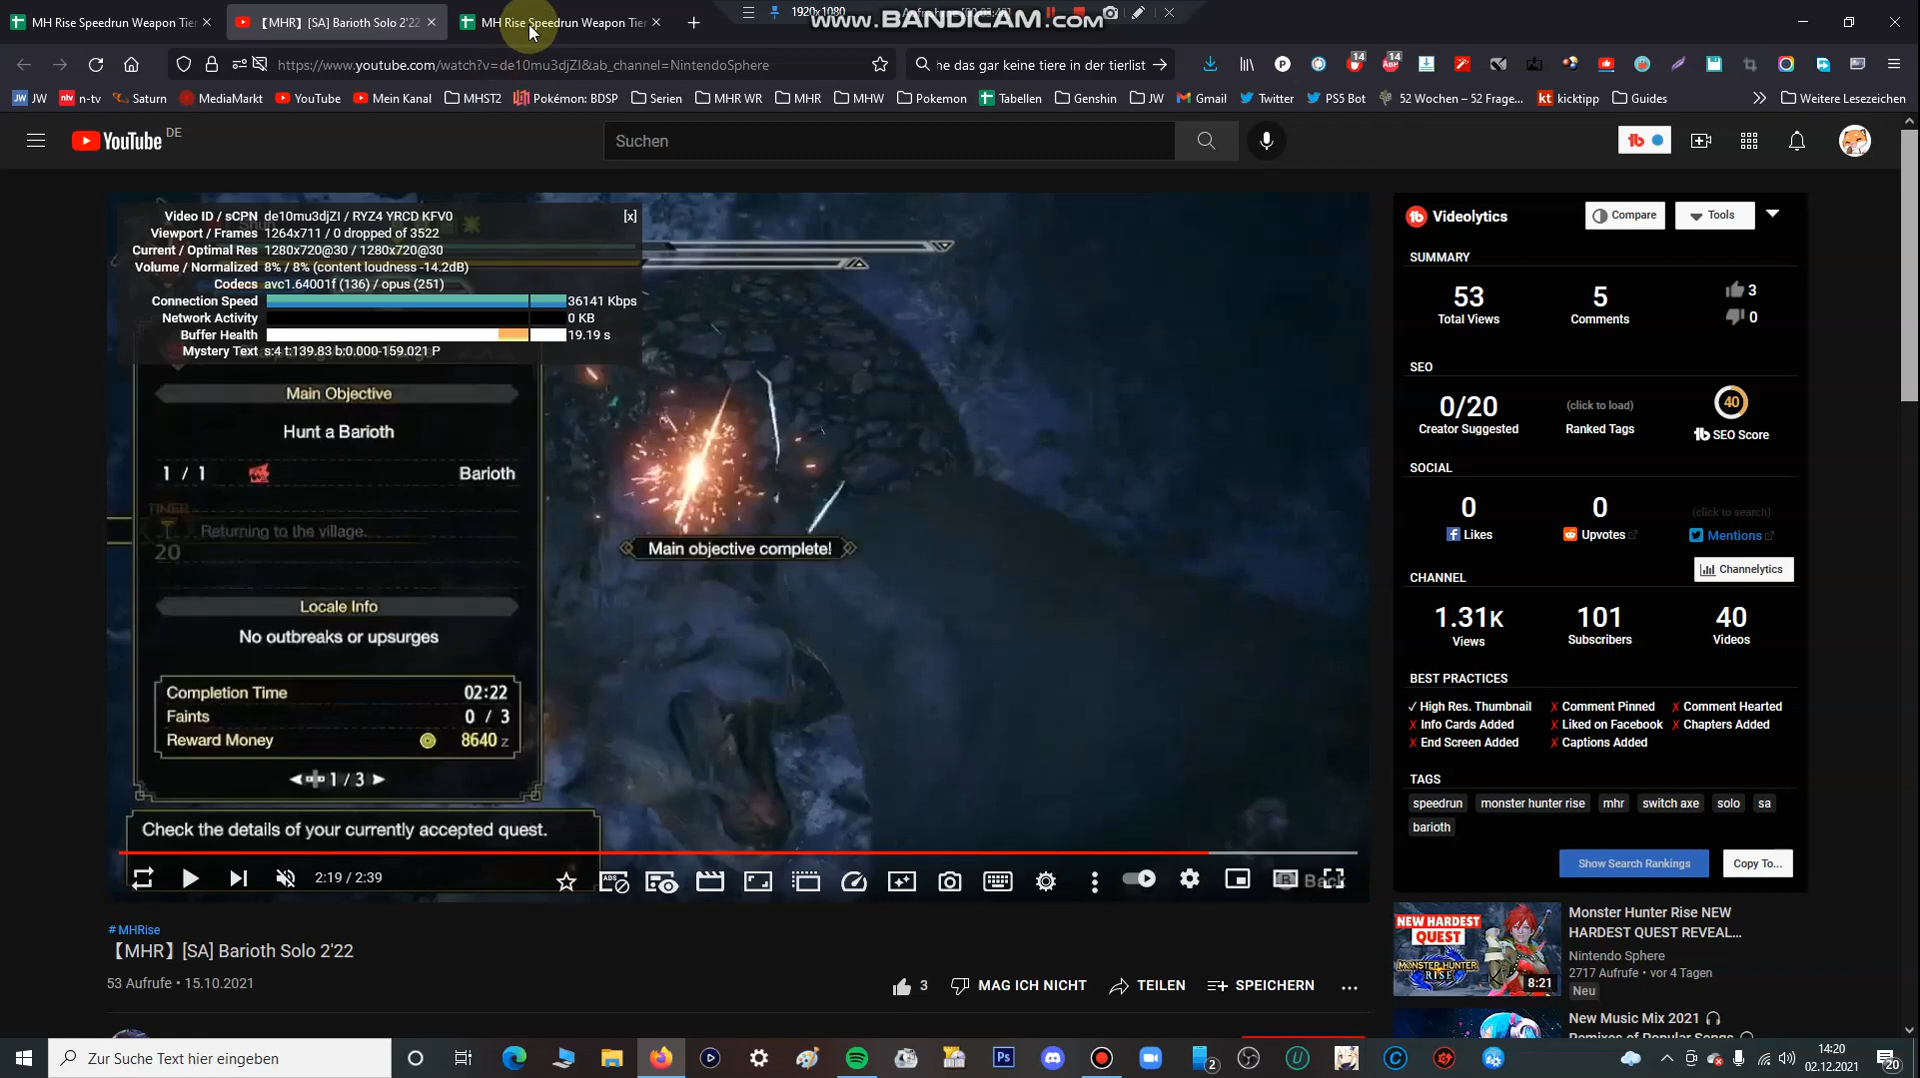 MH Rise Speedrun Weapon Tier
【MHR】[SA] Barioth Solo 2'22
MH Rise Speedrun Weapon Tie
1920x1080
www.BANDICAM.com
https://www.youtube.com/watch?v=de10mu3djZI&ab_channel=NintendoSphere
he das gar keine tiere in der tierlist
14
14
JW
n-tv
Saturn
MediaMarkt
YouTube
Mein Kanal
MHST2
Pokémon: BDSP
Serien
MHR WR
MHR
MHW
Pokemon
Tabellen
Genshin
JW
Gmail
Twitter
PS5 Bot
52 Wochen – 52 Frage...
kicktipp
Guides
Weitere Lesezeichen
YouTube DE
Suchen
Video ID / sCPN de10mu3djZI / RYZ4 YRCD KFV0
[x]
Viewport / Frames 1264x711 / 0 dropped of 3522
Current / Optimal Res 1280x720@30 / 1280x720@30
Volume / Normalized 8% / 8% (content loudness -14.2dB)
Codecs avc1.64001f (136) / opus (251)
Connection Speed 36141 Kbps
Network Activity 0 KB
Buffer Health 19.19 s
Mystery Text s:4 t:139.83 b:0.000-159.021 P
Main Objective
Hunt a Barioth
1 / 1 Barioth
Returning to the village.
20
Main objective complete!
Locale Info
No outbreaks or upsurges
Completion Time 02:22
Faints 0 / 3
Reward Money 8640 z
1 / 3
Check the details of your currently accepted quest.
2:19 / 2:39
Back
#MHRise
【MHR】[SA] Barioth Solo 2'22
53 Aufrufe • 15.10.2021
3
MAG ICH NICHT
TEILEN
SPEICHERN
Videolytics
Compare
Tools
SUMMARY
53
Total Views
5
Comments
3
0
SEO
0/20
Creator Suggested
(click to load)
Ranked Tags
40
SEO Score
SOCIAL
0
Likes
0
Upvotes
(click to search)
Mentions
CHANNEL
Channelytics
1.31K
Views
101
Subscribers
40
Videos
BEST PRACTICES
✓ High Res. Thumbnail
✗ Comment Pinned
✗ Comment Hearted
✗ Info Cards Added
✗ Liked on Facebook
✗ Chapters Added
✗ End Screen Added
✗ Captions Added
TAGS
speedrun
monster hunter rise
mhr
switch axe
solo
sa
barioth
Show Search Rankings
Copy To...
NEW HARDEST
QUEST
MONSTER HUNTER
RISE
8:21
Monster Hunter Rise NEW
HARDEST QUEST REVEAL...
Nintendo Sphere
2717 Aufrufe • vor 4 Tagen
Neu
New Music Mix 2021
Remixes of Popular Songs
Zur Suche Text hier eingeben
2
14:20
02.12.2021
20